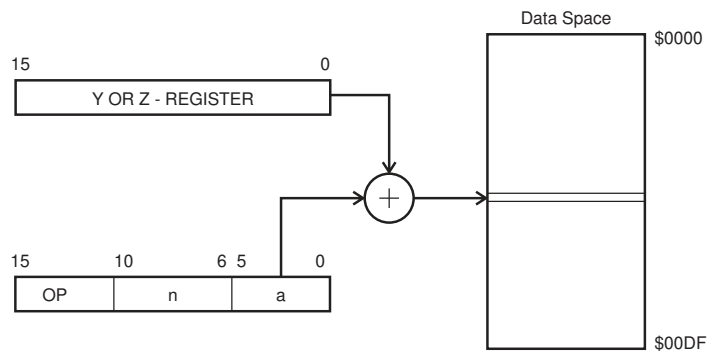 Data Space
$0000
15 0
Y OR Z - REGISTER
+
15 10 6 5 0
OP n a
$00DF